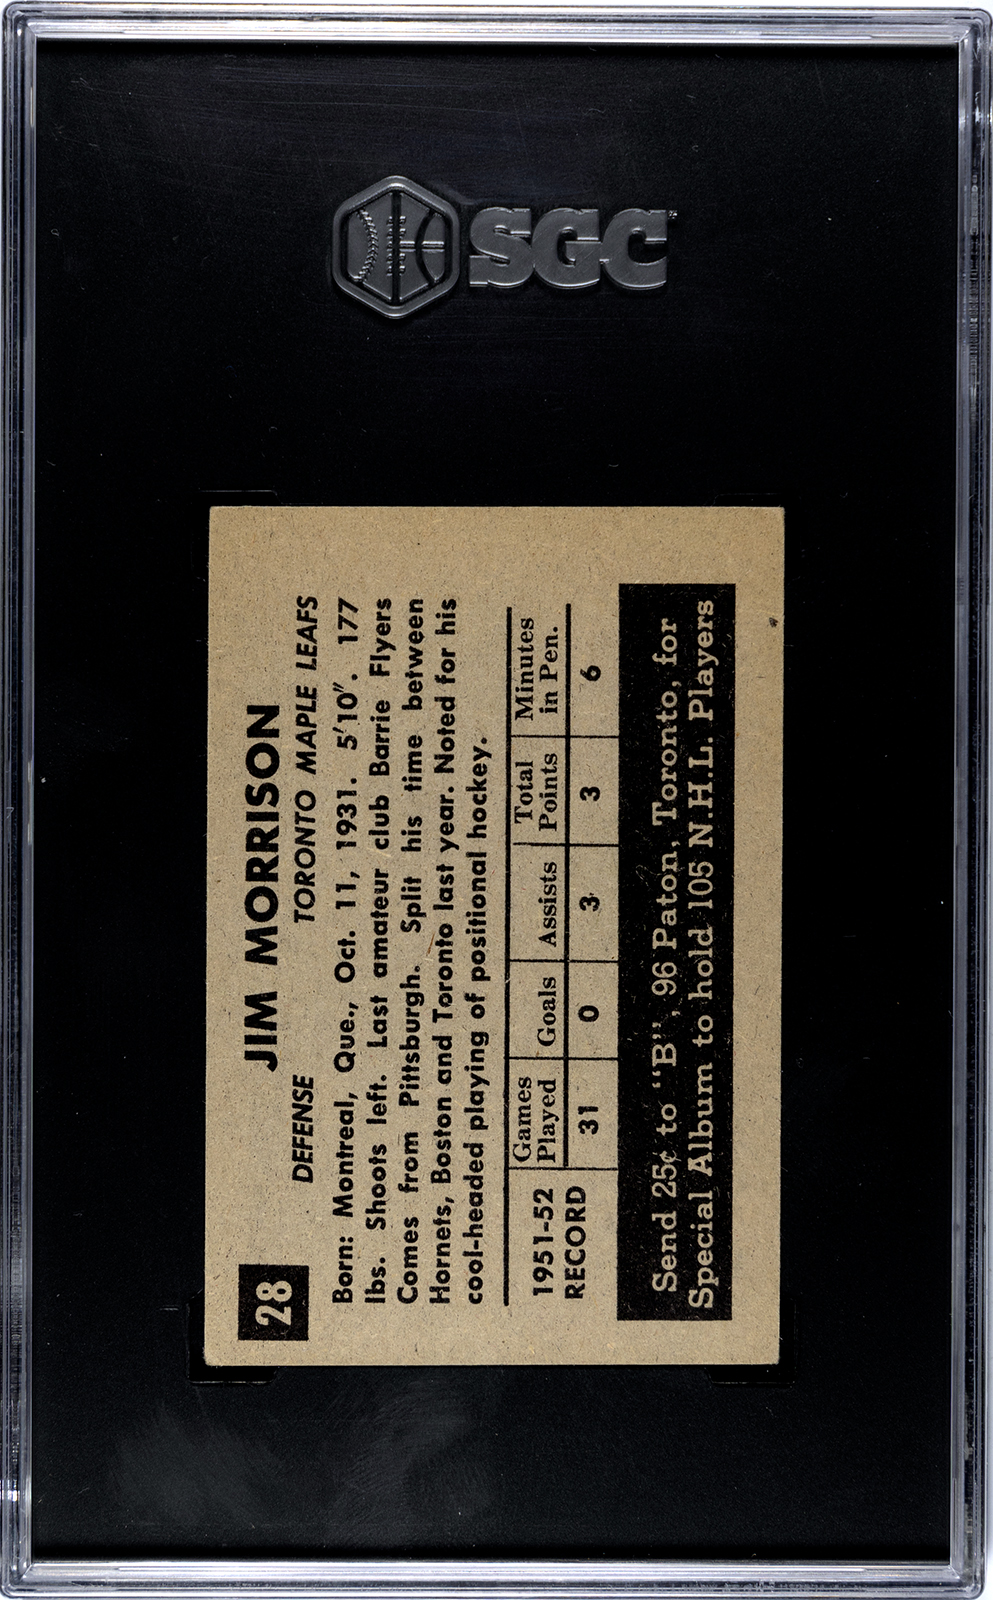 SGC
28
JIM MORRISON
DEFENSE TORONTO MAPLE LEAFS
Born: Montreal, Que., Oct. 11, 1931. 5'10". 177
lbs. Shoots left. Last amateur club Barrie Flyers
Comes from Pittsburgh. Split his time between
Hornets, Boston and Toronto last year. Noted for his
cool-headed playing of positional hockey.
1951-52 RECORD
Games Played Goals Assists Total Points Minutes in Pen.
31 0 3 3 6
Send 25¢ to "B", 96 Paton, Toronto, for
Special Album to hold 105 N.H.L. Players